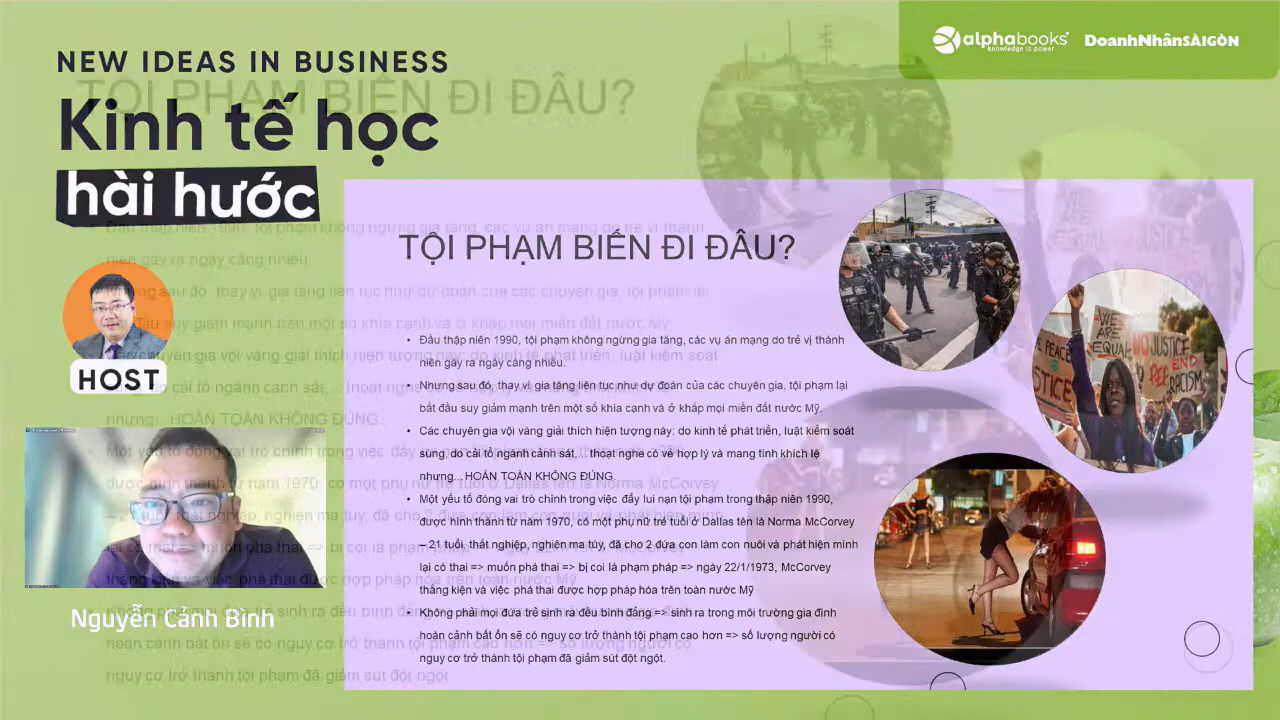 NEW IDEAS IN BUSINESS
Kinh tế học
hài hước
alphabooks
knowledge is power
DoanhNhânSÀIGÒN
HOST
Nguyễn Cảnh Bình
TỘI PHẠM BIẾN ĐI ĐÂU?
• Đầu thập niên 1990, tội phạm không ngừng gia tăng, các vụ án mạng do trẻ vị thành
niên gây ra ngày càng nhiều.
• Nhưng sau đó, thay vì gia tăng liên tục như dự đoán của các chuyên gia, tội phạm lại
bắt đầu suy giảm mạnh trên một số khía cạnh và ở khắp mọi miền đất nước Mỹ.
• Các chuyên gia vội vàng giải thích hiện tượng này: do kinh tế phát triển, luật kiểm soát
súng, do cải tổ ngành cảnh sát,... thoạt nghe có vẻ hợp lý và mang tính khích lệ
nhưng...HOÀN TOÀN KHÔNG ĐÚNG.
• Một yếu tố đóng vai trò chính trong việc đẩy lui nạn tội phạm trong thập niên 1990,
được hình thành từ năm 1970, có một phụ nữ trẻ tuổi ở Dallas tên là Norma McCorvey
– 21 tuổi, thất nghiệp, nghiện ma túy, đã cho 2 đứa con làm con nuôi và phát hiện mình
lại có thai => muốn phá thai => bị coi là phạm pháp => ngày 22/1/1973, McCorvey
thắng kiện và việc phá thai được hợp pháp hóa trên toàn nước Mỹ
• Không phải mọi đứa trẻ sinh ra đều bình đẳng => sinh ra trong môi trường gia đình
hoàn cảnh bất ổn sẽ có nguy cơ trở thành tội phạm cao hơn => số lượng người có
nguy cơ trở thành tội phạm đã giảm sút đột ngột.
WE
ARE
EQUAL
NO JUSTICE
END
RACISM
PEACE
JUSTICE